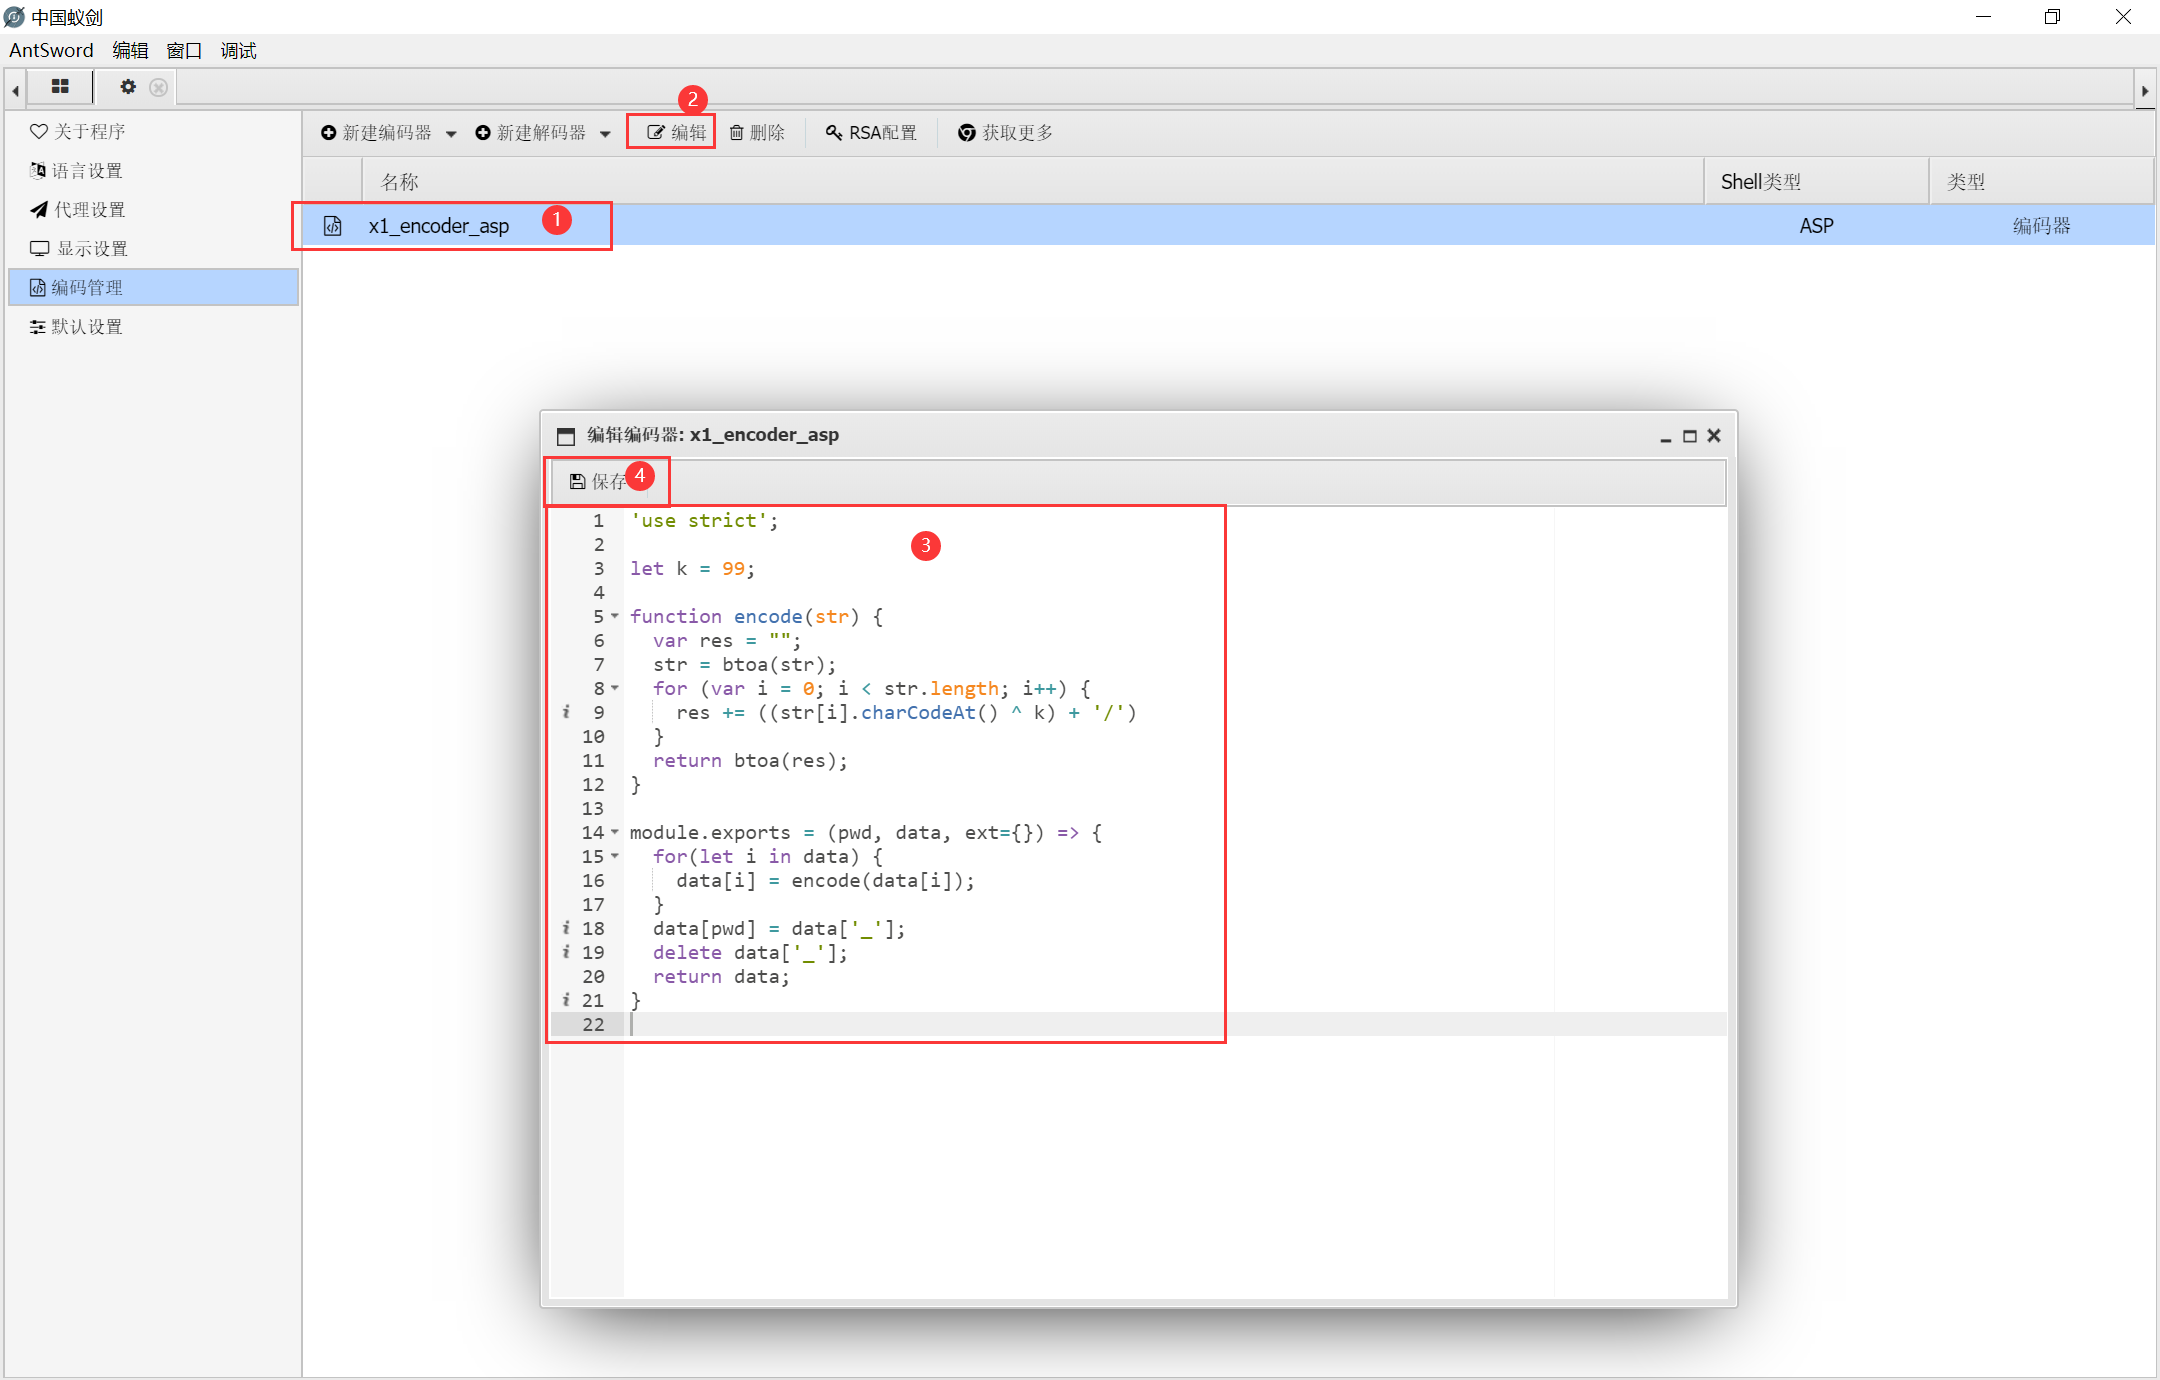 中国蚁剑
AntSword 编辑 窗口 调试
2
关于程序
语言设置
代理设置
显示设置
编码管理
默认设置
新建编码器 新建解码器 编辑 删除 RSA配置 获取更多
名称 Shell类型 类型
x1_encoder_asp 1 ASP 编码器
编辑编码器: x1_encoder_asp
保存 4
3
1 'use strict';
2
3 let k = 99;
4
5 function encode(str) {
6   var res = "";
7   str = btoa(str);
8   for (var i = 0; i < str.length; i++) {
9     res += ((str[i].charCodeAt() ^ k) + '/')
10   }
11   return btoa(res);
12 }
13
14 module.exports = (pwd, data, ext={}) => {
15   for(let i in data) {
16     data[i] = encode(data[i]);
17   }
18   data[pwd] = data['_'];
19   delete data['_'];
20   return data;
21 }
22